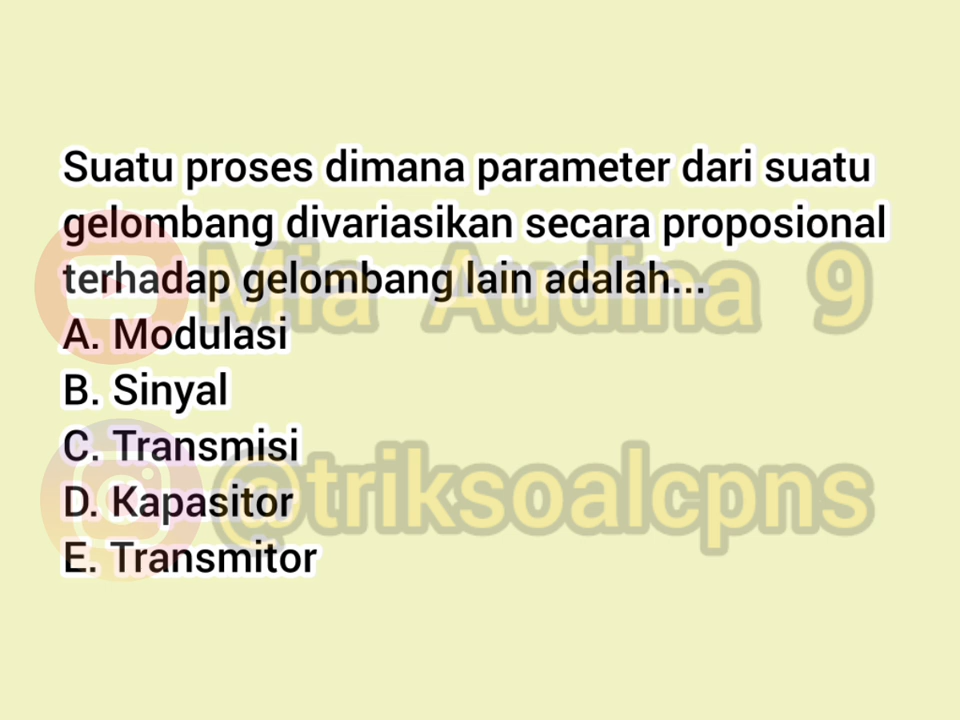 Suatu proses dimana parameter dari suatu
gelombang divariasikan secara proposional
terhadap gelombang lain adalah...
Mia Audina 9
A. Modulasi
B. Sinyal
C. Transmisi
D. Kapasitor
@triksoalcpns
E. Transmitor